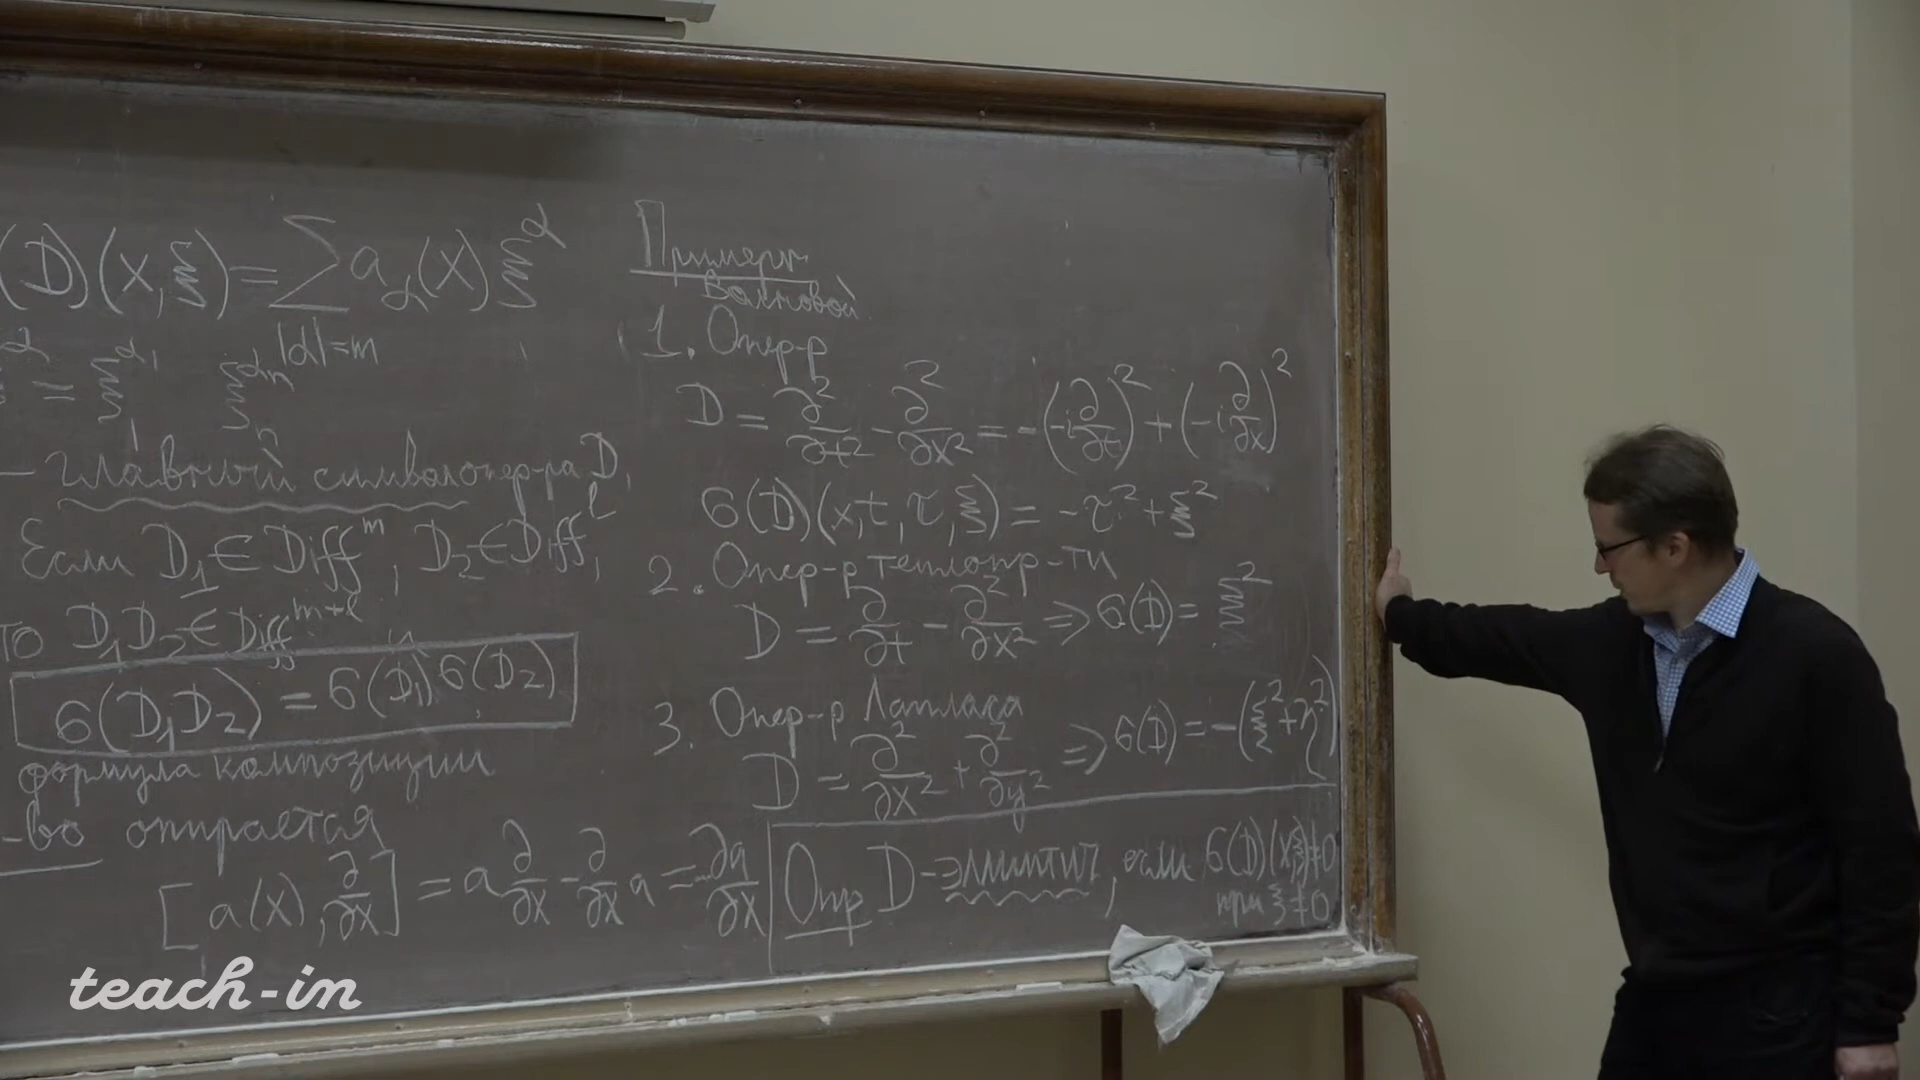 (D)(x,ξ)=∑a_α(x)ξ^α
|α|=m
^α = ξ_1^{α_1} ξ_n^{α_n}
– главный символ опер-ра D,
Если D_1∈Diff^m, D_2∈Diff^l,
то D_1D_2∈Diff^{m+l}
σ(D_1D_2)=σ(D_1)σ(D_2)
формула композиции
-во опирается
[a(x), ∂/∂x] = a ∂/∂x - ∂/∂x a = -∂a/∂x
Примеры
Волновой
1. Опер-р
D = ∂²/∂t² - ∂²/∂x² = -(-i ∂/∂t)² + (-i ∂/∂x)²
σ(D)(x,t,τ,ξ) = -τ²+ξ²
2. Опер-р теплопр-ти
D = ∂/∂t - ∂²/∂x² ⇒ σ(D) = ξ²
3. Опер-р Лапласа
D = ∂²/∂x² + ∂²/∂y² ⇒ σ(D) = -(ξ²+η²)
Опр D-эллиптич, если σ(D)(x,ξ)≠0
при ξ≠0
teach-in